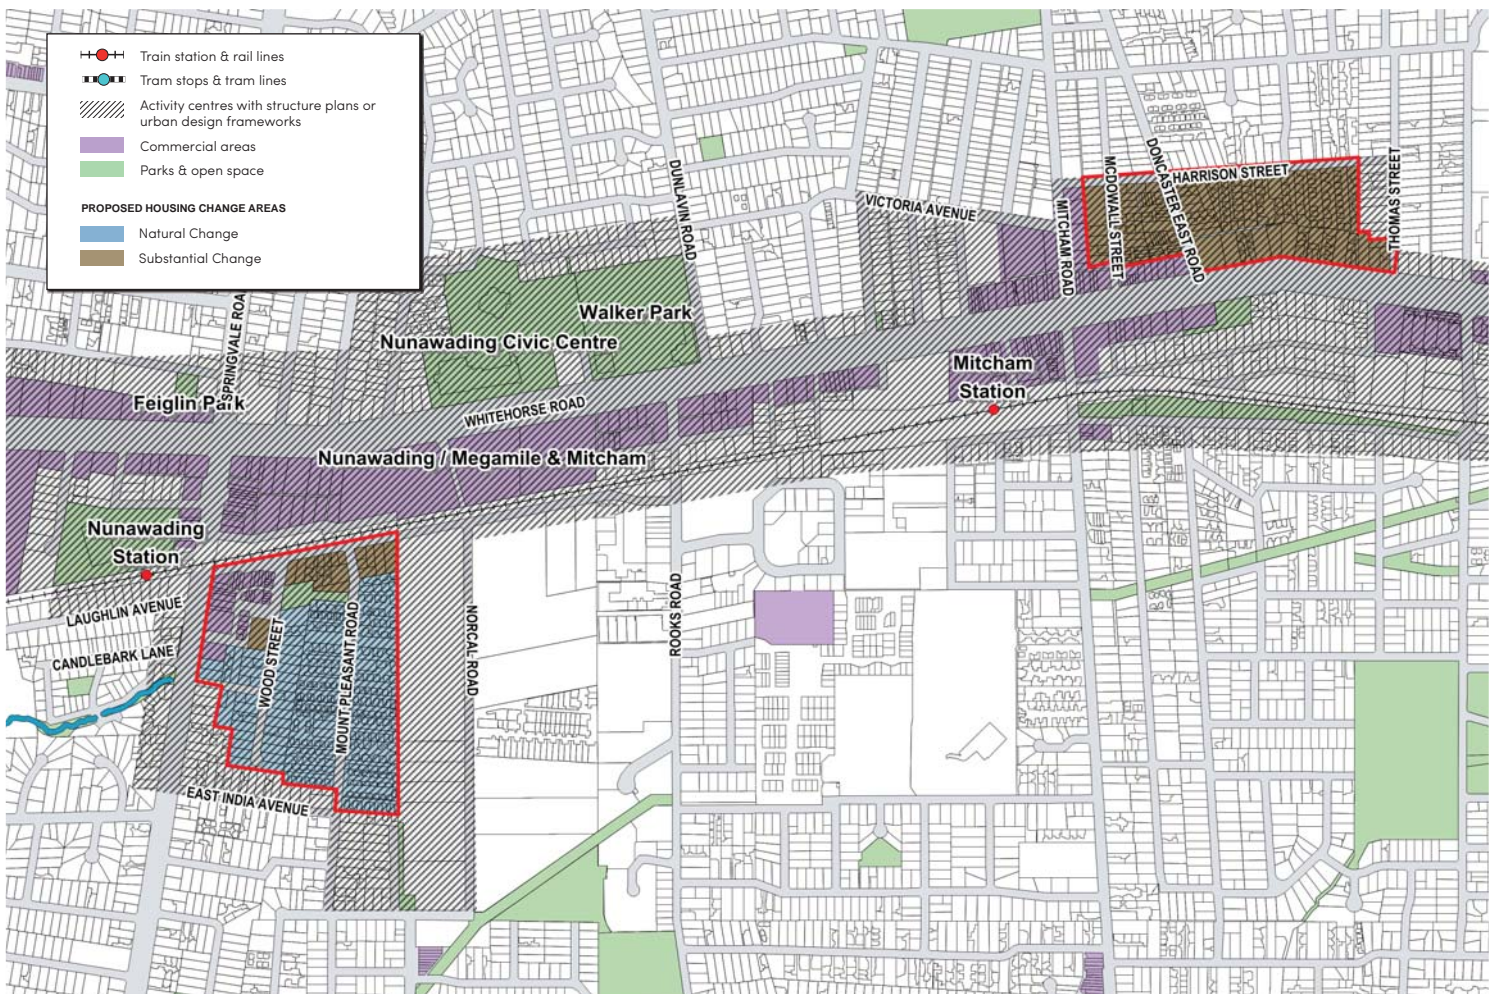 Train station & rail lines
Tram stops & tram lines
Activity centres with structure plans or
urban design frameworks
Commercial areas
Parks & open space
PROPOSED HOUSING CHANGE AREAS
Natural Change
Substantial Change
DUNLAVIN ROAD
VICTORIA AVENUE
MITCHAM ROAD
MCDOWALL STREET
DONCASTER EAST ROAD
HARRISON STREET
THOMAS STREET
SPRINGVALE ROAD
Walker Park
Nunawading Civic Centre
Feiglin Park
WHITEHORSE ROAD
Mitcham
Station
Nunawading / Megamile & Mitcham
Nunawading
Station
LAUGHLIN AVENUE
CANDLEBARK LANE
WOOD STREET
MOUNT PLEASANT ROAD
NORCAL ROAD
ROOKS ROAD
EAST INDIA AVENUE